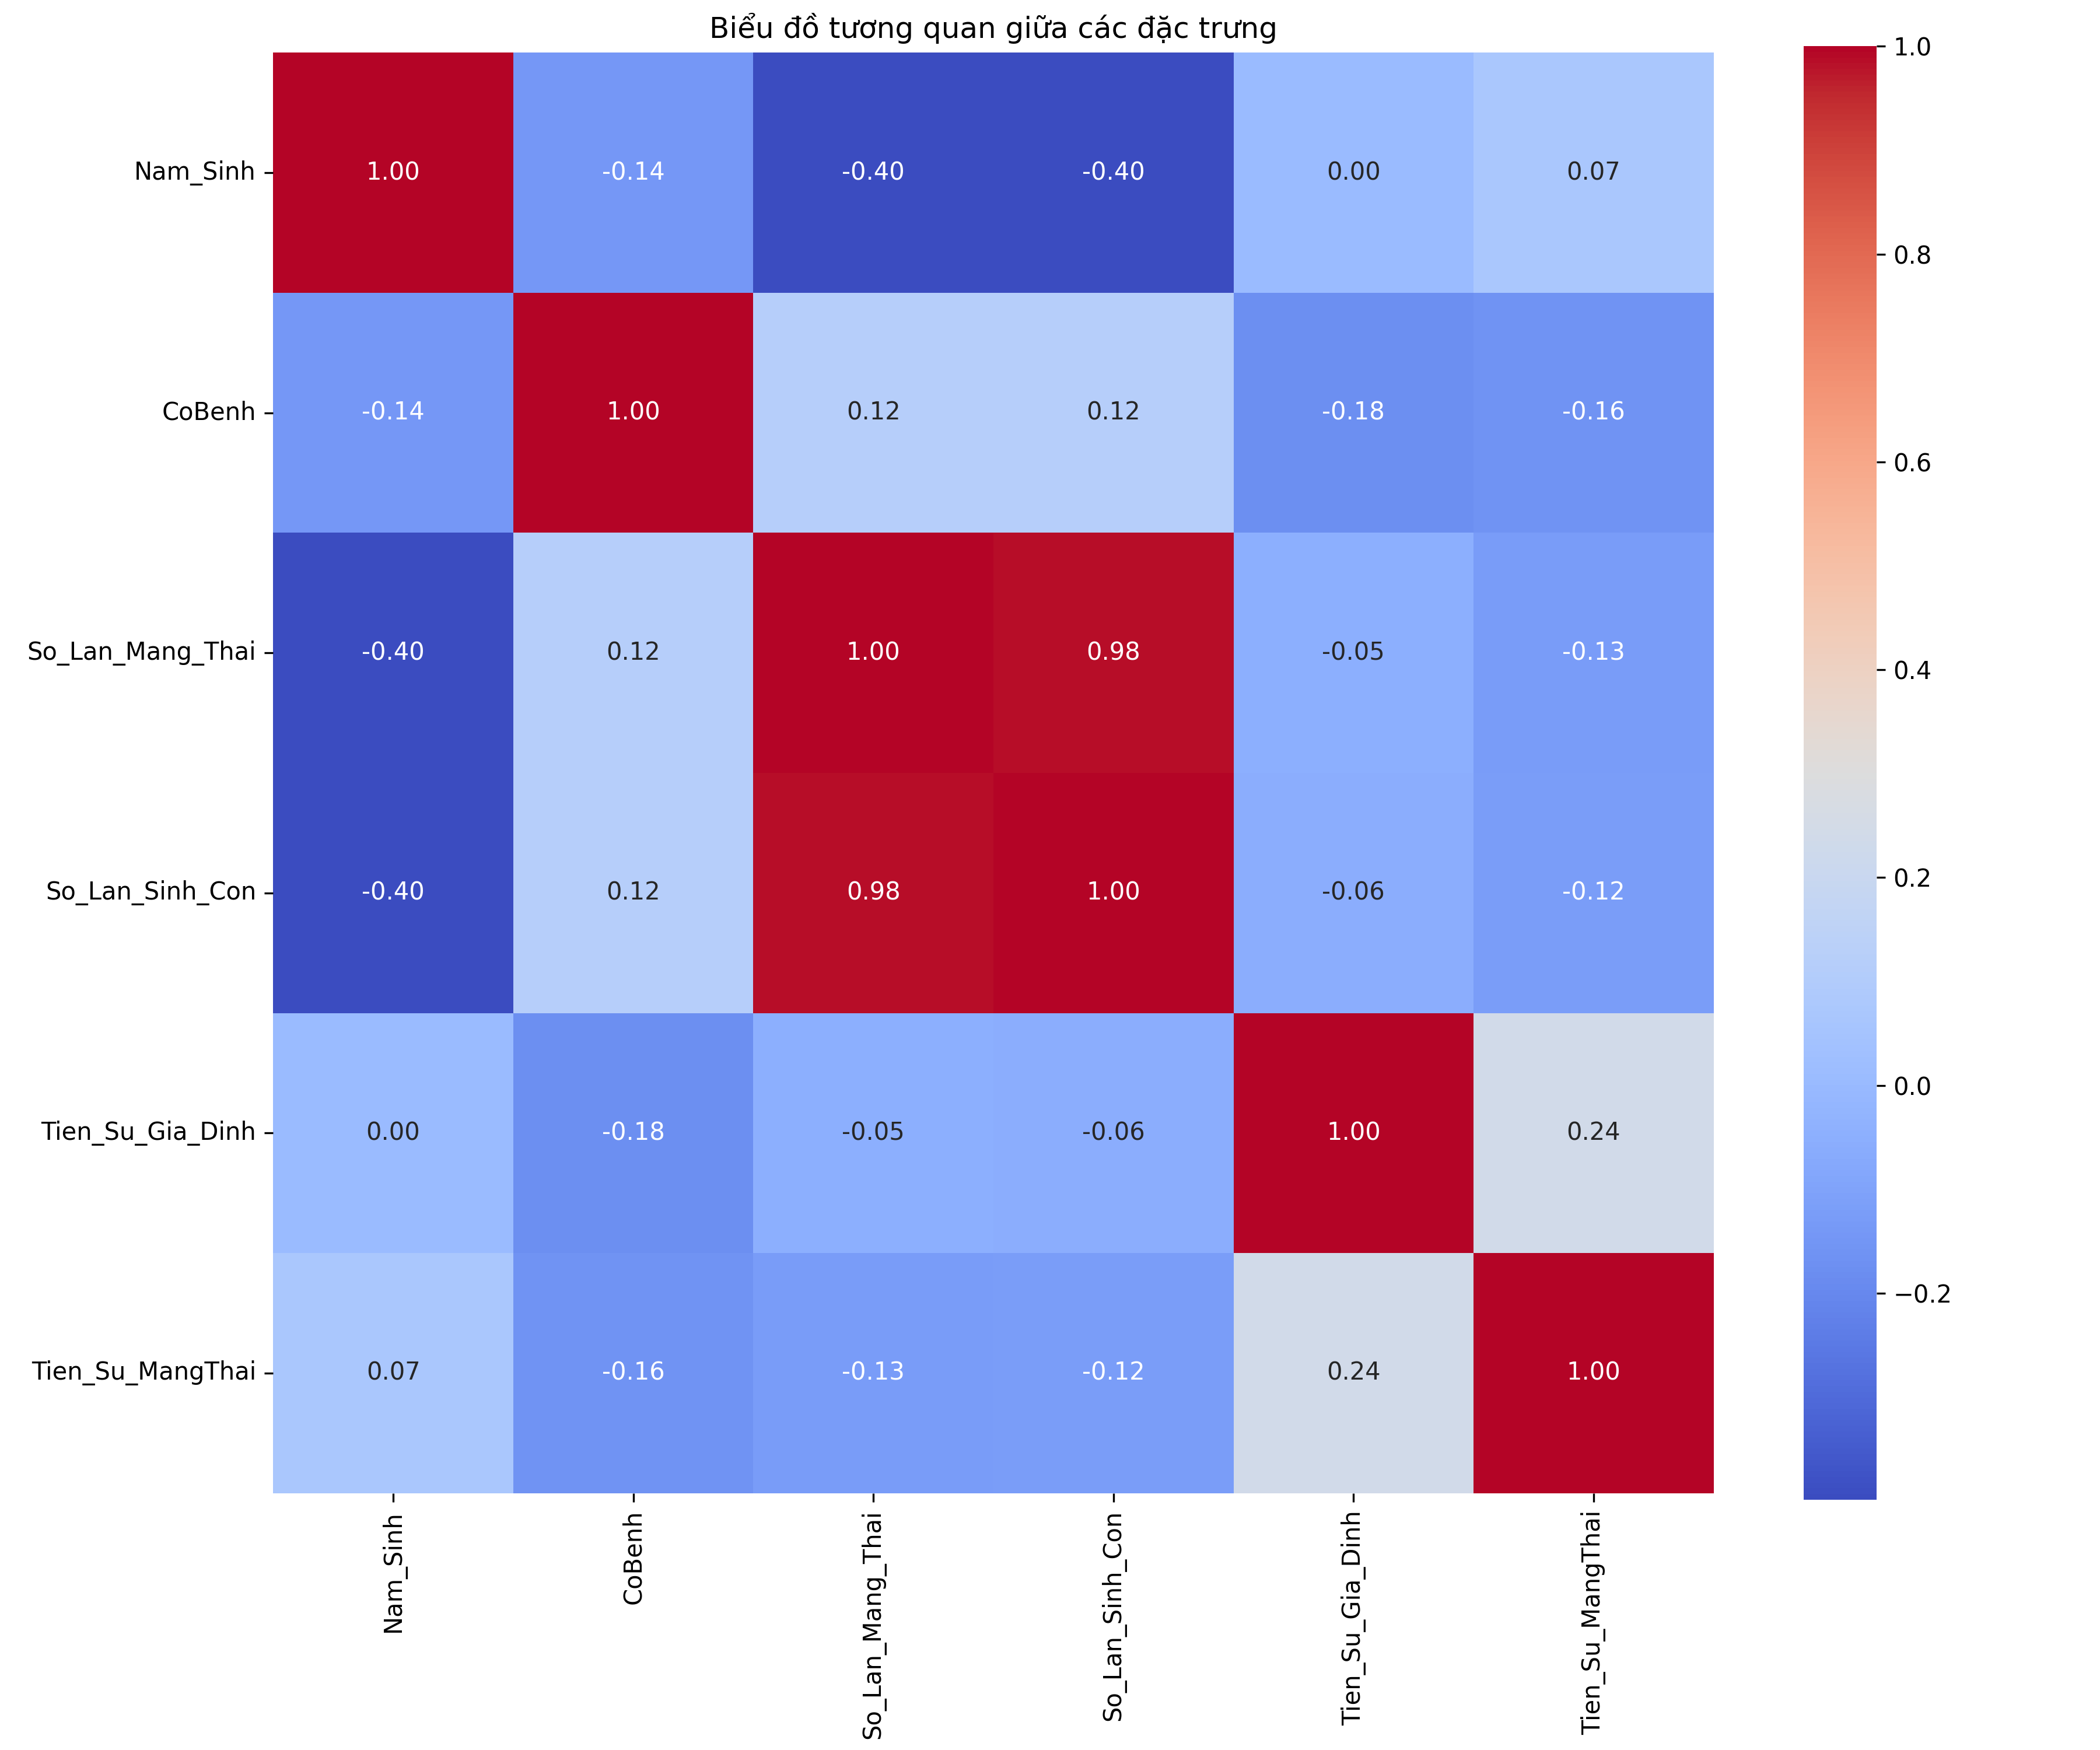 Biểu đồ tương quan giữa các đặc trưng
Nam_Sinh 1.00 -0.14 -0.40 -0.40 0.00 0.07
CoBenh -0.14 1.00 0.12 0.12 -0.18 -0.16
So_Lan_Mang_Thai -0.40 0.12 1.00 0.98 -0.05 -0.13
So_Lan_Sinh_Con -0.40 0.12 0.98 1.00 -0.06 -0.12
Tien_Su_Gia_Dinh 0.00 -0.18 -0.05 -0.06 1.00 0.24
Tien_Su_MangThai 0.07 -0.16 -0.13 -0.12 0.24 1.00
Nam_Sinh
CoBenh
So_Lan_Mang_Thai
So_Lan_Sinh_Con
Tien_Su_Gia_Dinh
Tien_Su_MangThai
1.0
0.8
0.6
0.4
0.2
0.0
−0.2